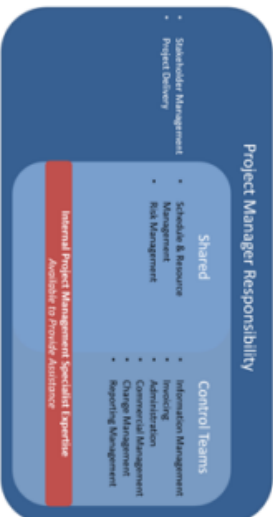 Project Manager Responsibility
Stakeholder Management
Project Delivery
Shared
Schedule & Resource
Management
Risk Management
Control Teams
Information Management
Invoicing
Administration
Commercial Management
Change Management
Reporting Management
Internal Project Management Specialist Expertise
Available to Provide Assistance